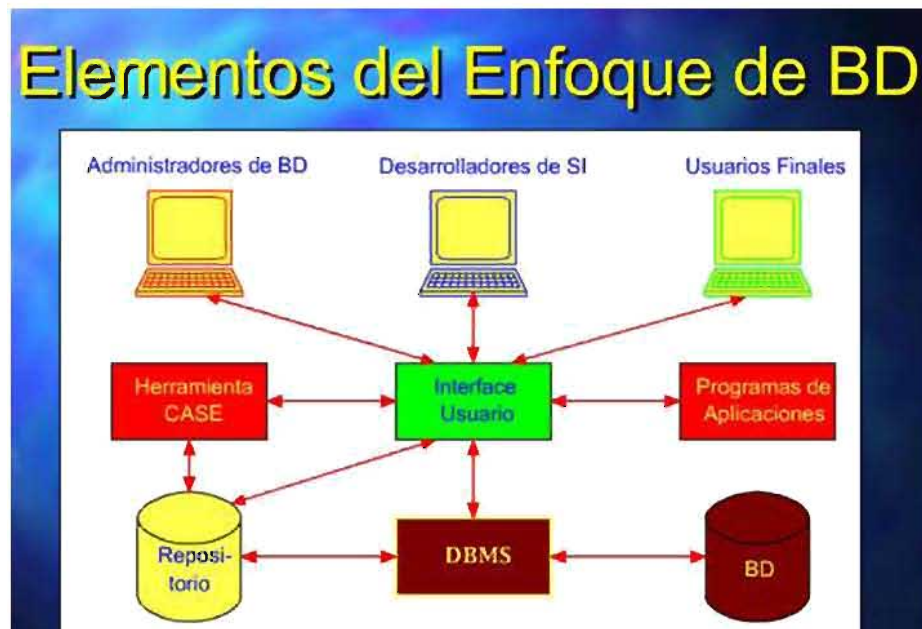 Elementos del Enfoque de BD
Administradores de BD
Desarrolladores de SI
Usuarios Finales
Herramienta
CASE
Interface
Usuario
Programas de
Aplicaciones
Reposi-
torio
DBMS
BD